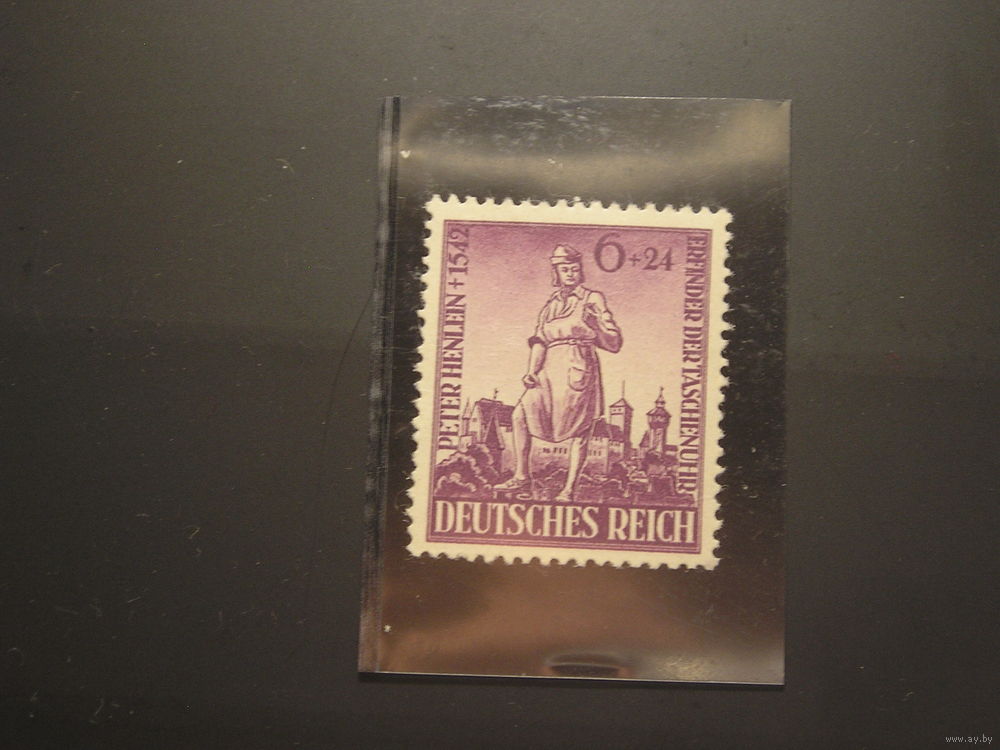 PETER HENLEIN + 1542
6+24
ERFINDER DER TASCHENUHR
DEUTSCHES REICH
www.ay.by